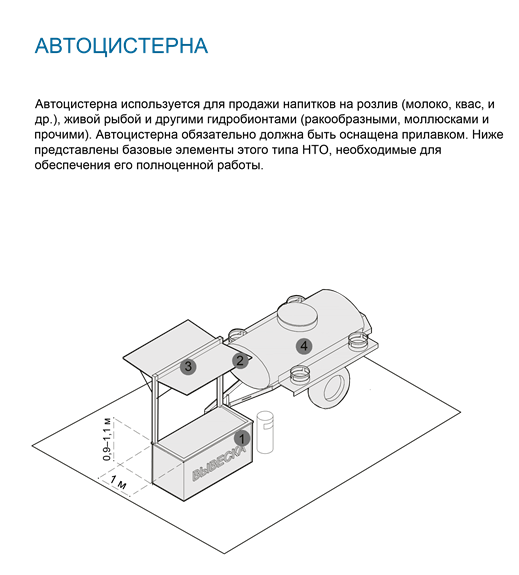 АВТОЦИСТЕРНА
Автоцистерна используется для продажи напитков на розлив (молоко, квас, и
др.), живой рыбой и другими гидробионтами (ракообразными, моллюсками и
прочими). Автоцистерна обязательно должна быть оснащена прилавком. Ниже
представлены базовые элементы этого типа НТО, необходимые для
обеспечения его полноценной работы.
4
2
3
1
ВЫВЕСКА
0,9–1,1 м
1 м